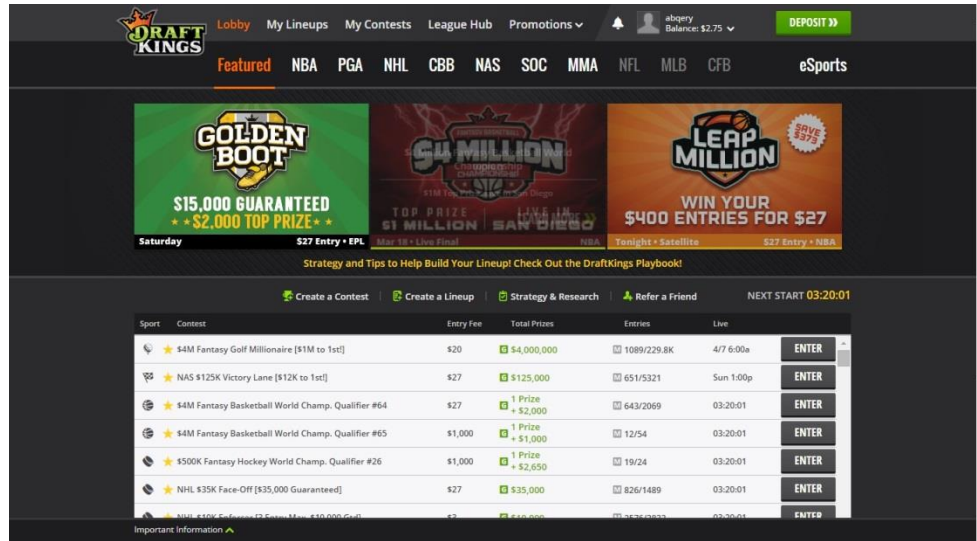 DRAFT
KINGS
Lobby My Lineups My Contests League Hub Promotions
abqery
Balance: $2.75
DEPOSIT
Featured NBA PGA NHL CBB NAS SOC MMA NFL MLB CFB eSports
GOLDEN
BOOT
$15,000 GUARANTEED
$2,000 TOP PRIZE
Saturday $27 Entry • EPL
FANTASY BASKETBALL
$4 MILLION
CHAMPIONSHIP
TOP PRIZE
$1 MILLION
LIVE IN
SAN DIEGO
Mar 18 • Live Final NBA
LEAP
MILLION
SAVE
$373
WIN YOUR
$400 ENTRIES FOR $27
Tonight • Satellite $27 Entry • NBA
Strategy and Tips to Help Build Your Lineup! Check Out the DraftKings Playbook!
Create a Contest Create a Lineup Strategy & Research Refer a Friend NEXT START 03:20:01
Sport Contest Entry Fee Total Prizes Entries Live
$4M Fantasy Golf Millionaire [$1M to 1st!] $20 G $4,000,000 M 1089/229.8K 4/7 6:00a ENTER
NAS $125K Victory Lane [$12K to 1st!] $27 G $125,000 M 651/5321 Sun 1:00p ENTER
$4M Fantasy Basketball World Champ. Qualifier #64 $27 G 1 Prize + $2,000 M 643/2069 03:20:01 ENTER
$4M Fantasy Basketball World Champ. Qualifier #65 $1,000 G 1 Prize + $1,000 M 12/54 03:20:01 ENTER
$500K Fantasy Hockey World Champ. Qualifier #26 $1,000 G 1 Prize + $2,650 M 19/24 03:20:01 ENTER
NHL $35K Face-Off [$35,000 Guaranteed] $27 G $35,000 M 826/1489 03:20:01 ENTER
Important Information